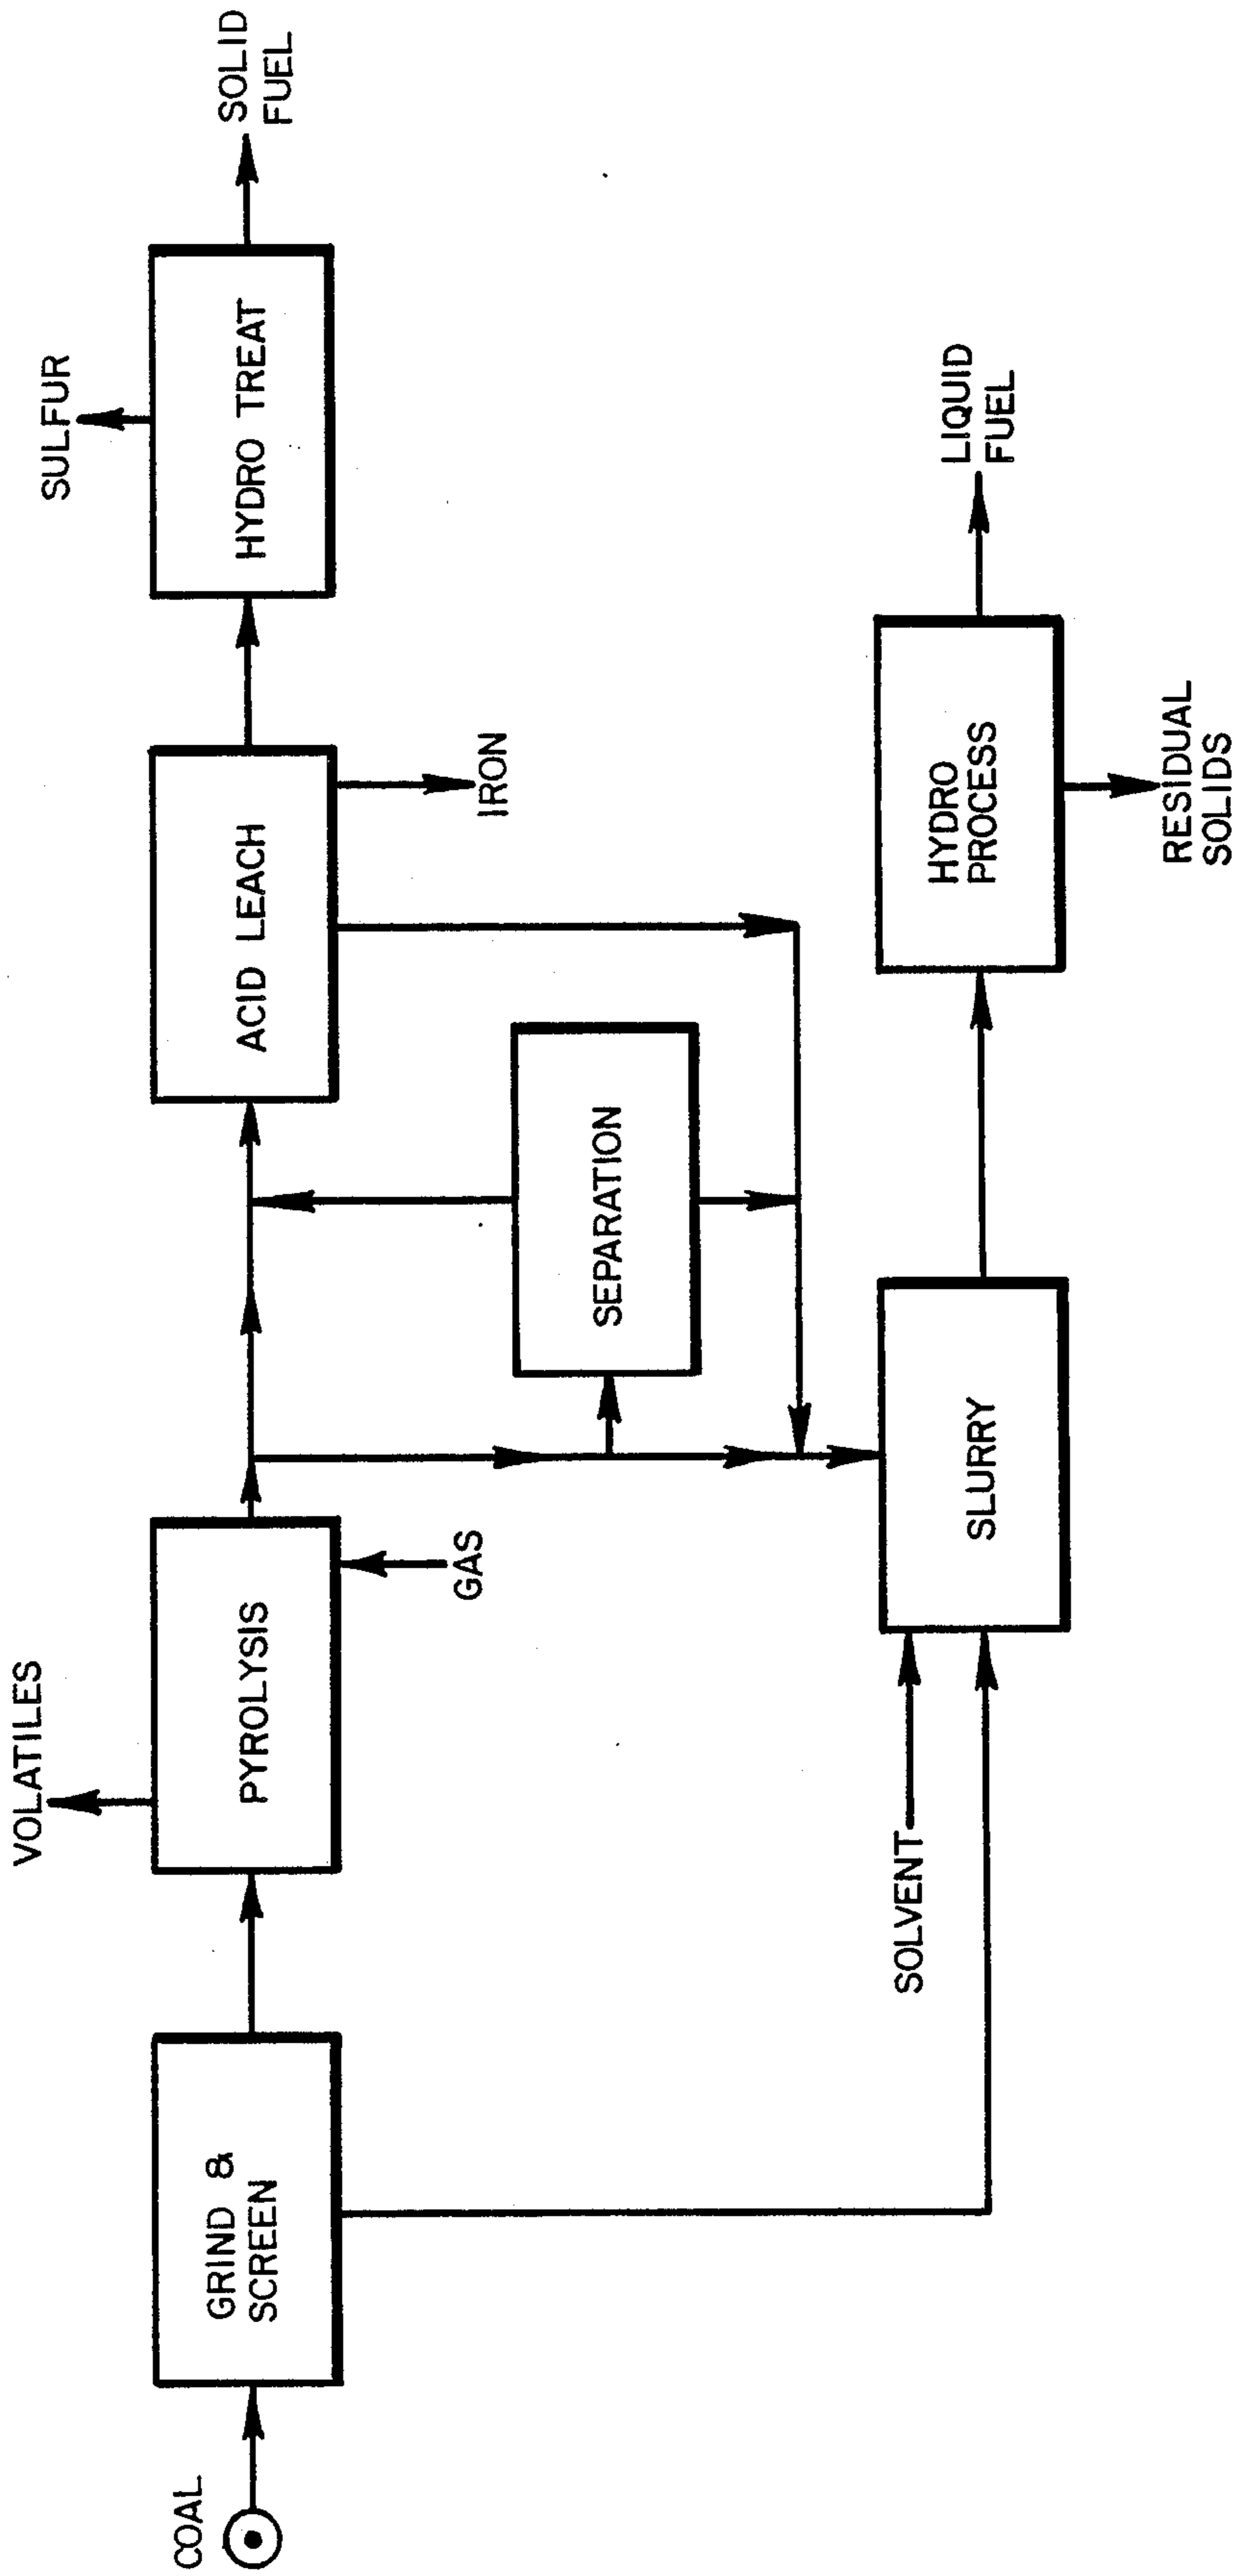 COAL
GRIND &
SCREEN
VOLATILES
PYROLYSIS
GAS
ACID LEACH
IRON
SULFUR
HYDRO TREAT
SOLID
FUEL
SEPARATION
SOLVENT
SLURRY
HYDRO
PROCESS
RESIDUAL
SOLIDS
LIQUID
FUEL